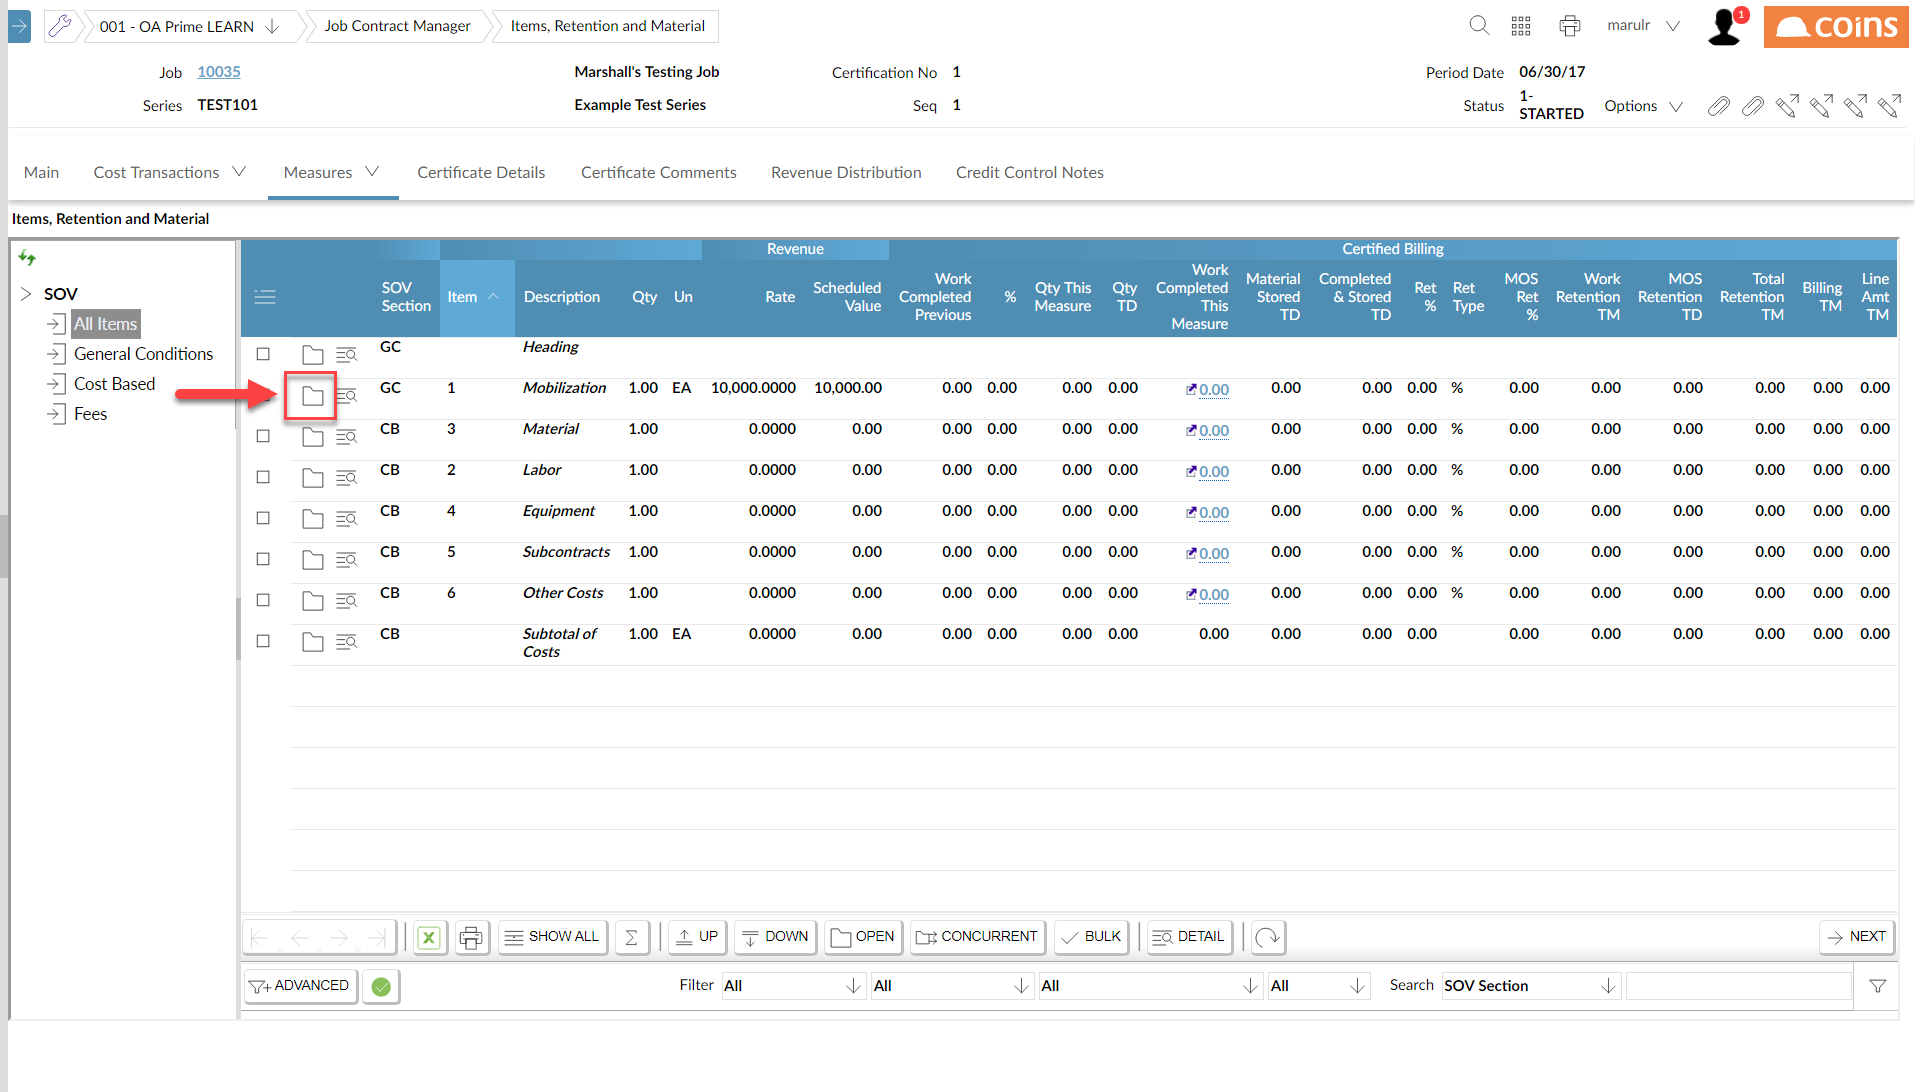 001 - OA Prime LEARN
Job Contract Manager
Items, Retention and Material
marulr
1
coins
Job 10035 Marshall's Testing Job Certification No 1 Period Date 06/30/17
Series TEST101 Example Test Series Seq 1 Status 1-
STARTED Options
Main Cost Transactions Measures Certificate Details Certificate Comments Revenue Distribution Credit Control Notes
Items, Retention and Material
SOV
All Items
General Conditions
Cost Based
Fees
Revenue Certified Billing
SOV
Section
Item
Description
Qty
Un
Rate
Scheduled
Value
Work
Completed
Previous
%
Qty This
Measure
Qty
TD
Work
Completed
This
Measure
Material
Stored
TD
Completed
& Stored
TD
Ret
%
Ret
Type
MOS
Ret
%
Work
Retention
TM
MOS
Retention
TD
Total
Retention
TM
Billing
TM
Line
Amt
TM
GC Heading
GC 1 Mobilization 1.00 EA 10,000.0000 10,000.00 0.00 0.00 0.00 0.00 0.00 0.00 0.00 0.00 % 0.00 0.00 0.00 0.00 0.00 0.00
CB 3 Material 1.00 0.0000 0.00 0.00 0.00 0.00 0.00 0.00 0.00 0.00 0.00 % 0.00 0.00 0.00 0.00 0.00 0.00
CB 2 Labor 1.00 0.0000 0.00 0.00 0.00 0.00 0.00 0.00 0.00 0.00 0.00 % 0.00 0.00 0.00 0.00 0.00 0.00
CB 4 Equipment 1.00 0.0000 0.00 0.00 0.00 0.00 0.00 0.00 0.00 0.00 0.00 % 0.00 0.00 0.00 0.00 0.00 0.00
CB 5 Subcontracts 1.00 0.0000 0.00 0.00 0.00 0.00 0.00 0.00 0.00 0.00 0.00 % 0.00 0.00 0.00 0.00 0.00 0.00
CB 6 Other Costs 1.00 0.0000 0.00 0.00 0.00 0.00 0.00 0.00 0.00 0.00 0.00 % 0.00 0.00 0.00 0.00 0.00 0.00
CB Subtotal of 1.00 EA 0.0000 0.00 0.00 0.00 0.00 0.00 0.00 0.00 0.00 0.00 0.00 0.00 0.00 0.00 0.00 0.00
Costs
X SHOW ALL Σ UP DOWN OPEN CONCURRENT BULK DETAIL NEXT
ADVANCED Filter All All All All Search SOV Section